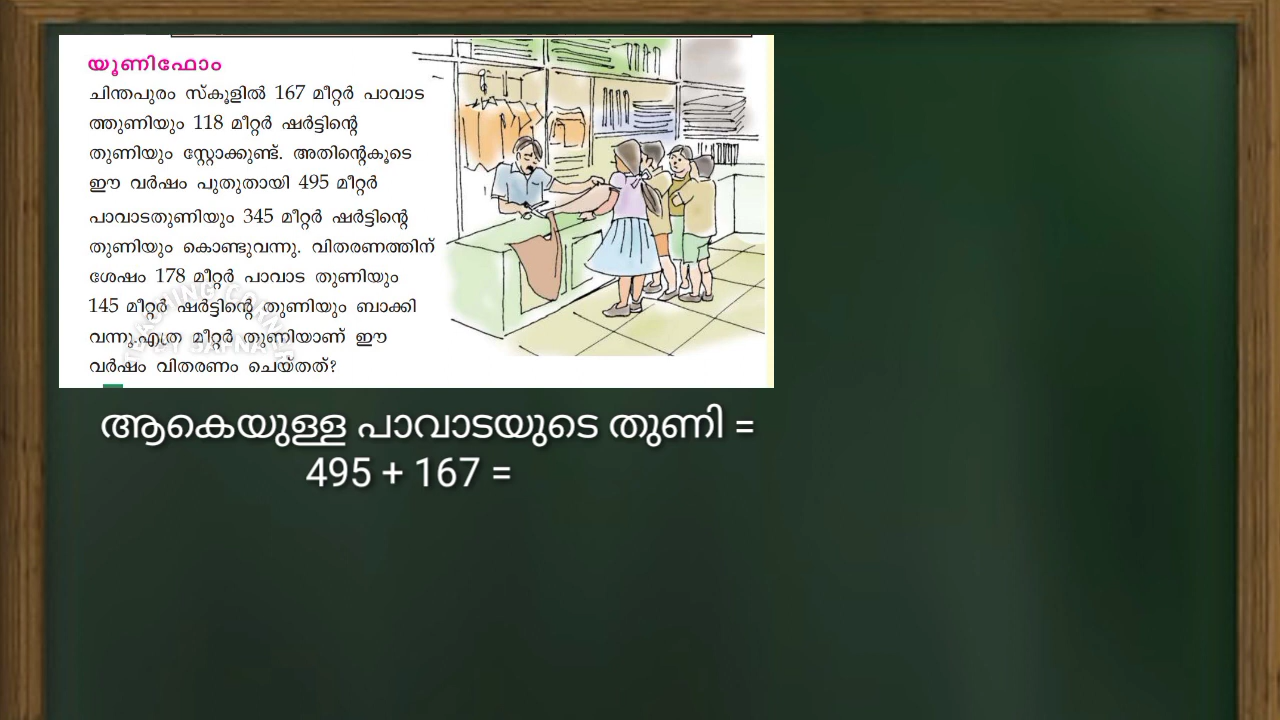 യൂണിഫോം
ചിന്തപുരം സ്കൂളിൽ 167 മീറ്റർ പാവാട
ത്തുണിയും 118 മീറ്റർ ഷർട്ടിന്റെ
തുണിയും സ്റ്റോക്കുണ്ട്. അതിന്റെകൂടെ
ഈ വർഷം പുതുതായി 495 മീറ്റർ
പാവാടതുണിയും 345 മീറ്റർ ഷർട്ടിന്റെ
തുണിയും കൊണ്ടുവന്നു. വിതരണത്തിന്
ശേഷം 178 മീറ്റർ പാവാട തുണിയും
145 മീറ്റർ ഷർട്ടിന്റെ തുണിയും ബാക്കി
വന്നു.എത്ര മീറ്റർ തുണിയാണ് ഈ
വർഷം വിതരണം ചെയ്തത്?
ആകെയുള്ള പാവാടയുടെ തുണി =
495 + 167 =